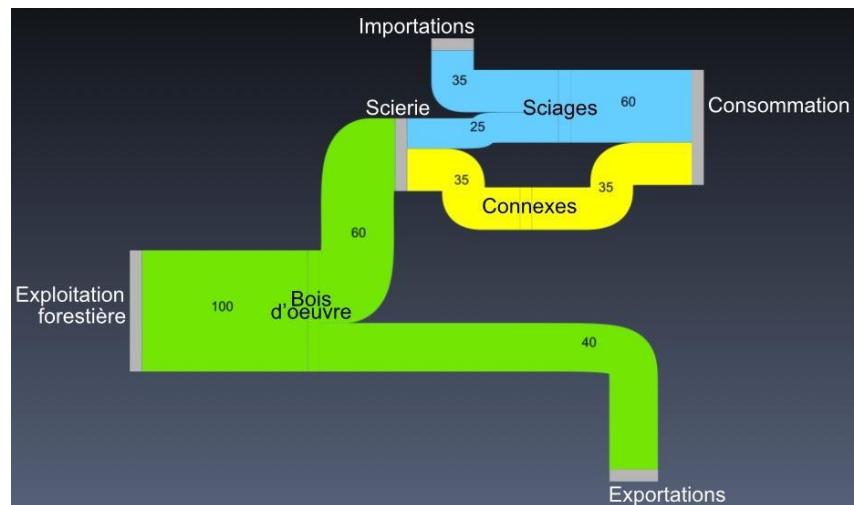 Importations
35
Scierie
Sciages
60
Consommation
25
35
35
Connexes
60
Exploitation
forestière
100
Bois
d'oeuvre
40
Exportations